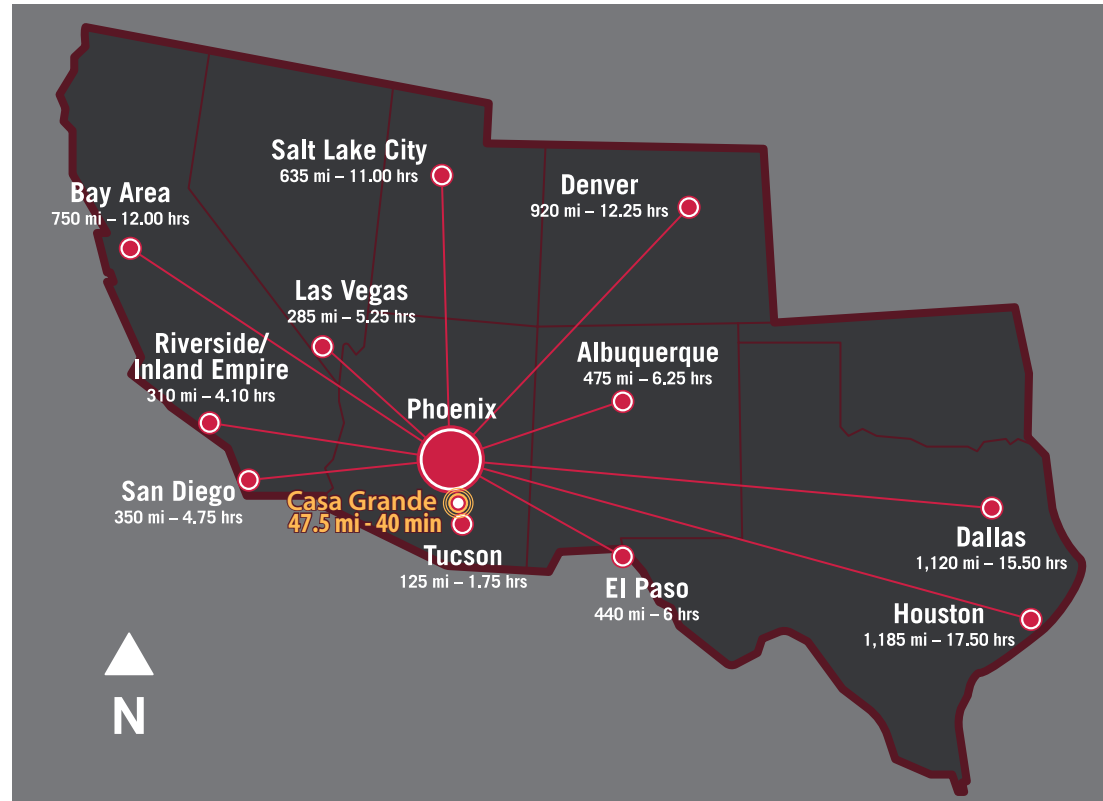 Salt Lake City
635 mi – 11.00 hrs
Bay Area
750 mi – 12.00 hrs
Denver
920 mi – 12.25 hrs
Las Vegas
285 mi – 5.25 hrs
Riverside/
Inland Empire
310 mi – 4.10 hrs
Albuquerque
475 mi – 6.25 hrs
Phoenix
San Diego
350 mi – 4.75 hrs
Casa Grande
47.5 mi - 40 min
Tucson
125 mi – 1.75 hrs
El Paso
440 mi – 6 hrs
Dallas
1,120 mi – 15.50 hrs
Houston
1,185 mi – 17.50 hrs
N